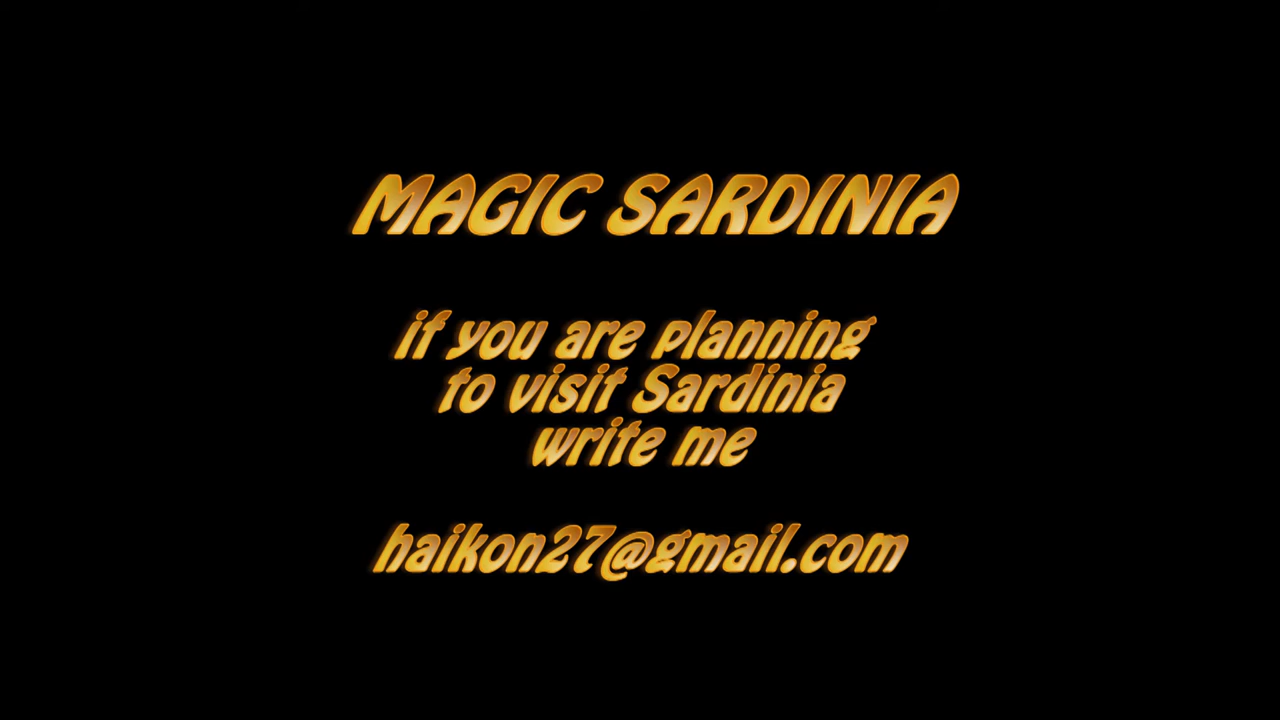 MAGIC SARDINIA
if you are planning
to visit Sardinia
write me
haikon27@gmail.com